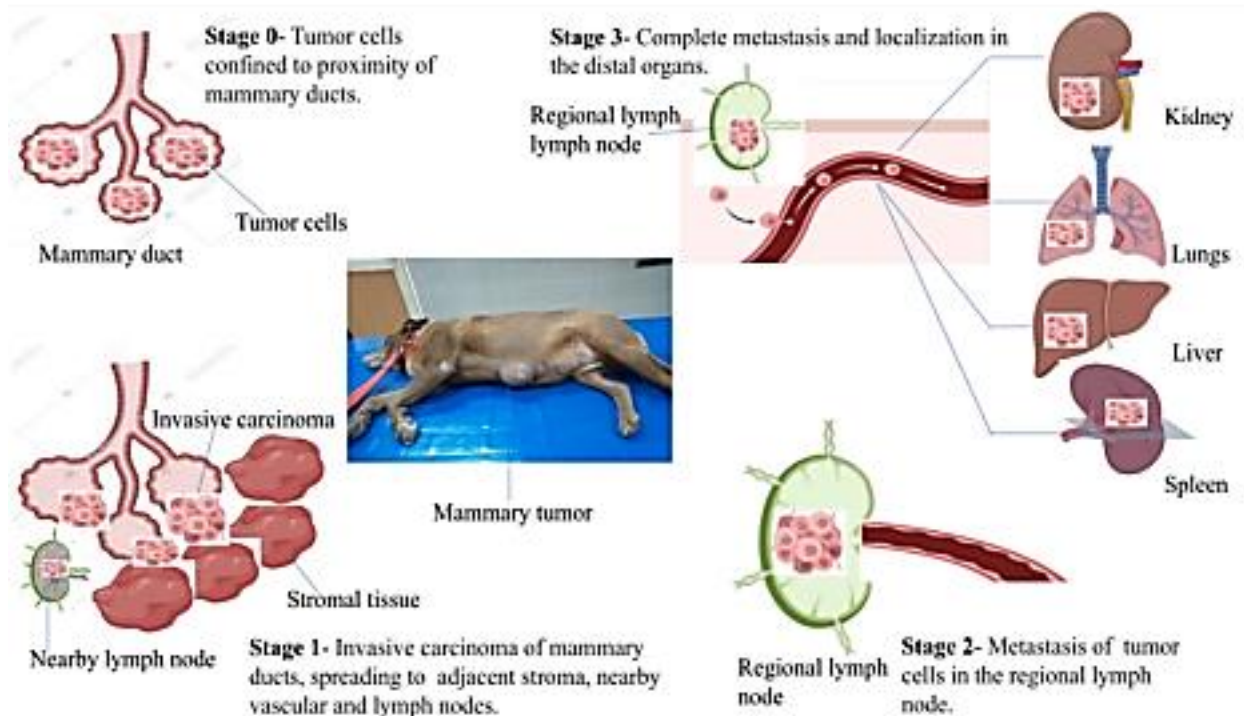 Stage 0- Tumor cells
confined to proximity of
mammary ducts.
Tumor cells
Mammary duct
Stage 3- Complete metastasis and localization in
the distal organs.
Regional lymph
lymph node
Kidney
Lungs
Liver
Spleen
Mammary tumor
Invasive carcinoma
Stromal tissue
Nearby lymph node
Stage 1- Invasive carcinoma of mammary
ducts, spreading to adjacent stroma, nearby
vascular and lymph nodes.
Regional lymph
node
Stage 2- Metastasis of tumor
cells in the regional lymph
node.